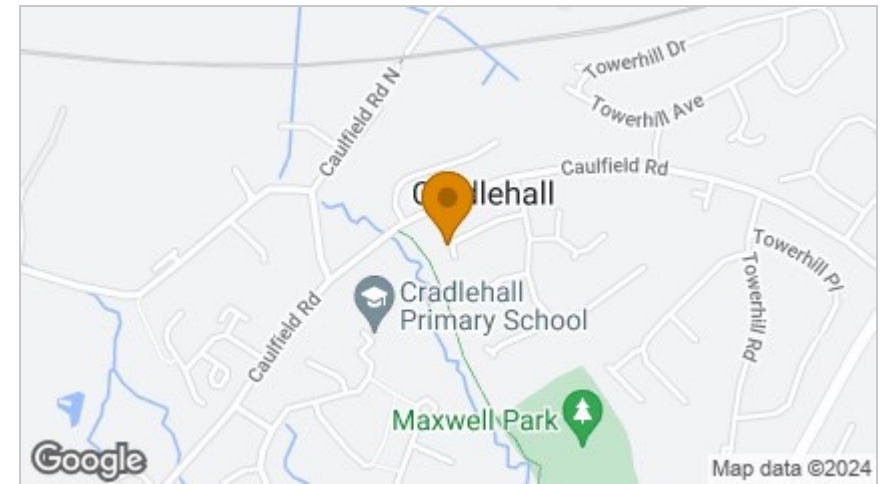 Towerhill Dr
Towerhill Ave
Caulfield Rd N
Caulfield Rd
Cradlehall
Towerhill Pl
Towerhill Rd
Cradlehall
Primary School
Caulfield Rd
Maxwell Park
Google
Map data ©2024